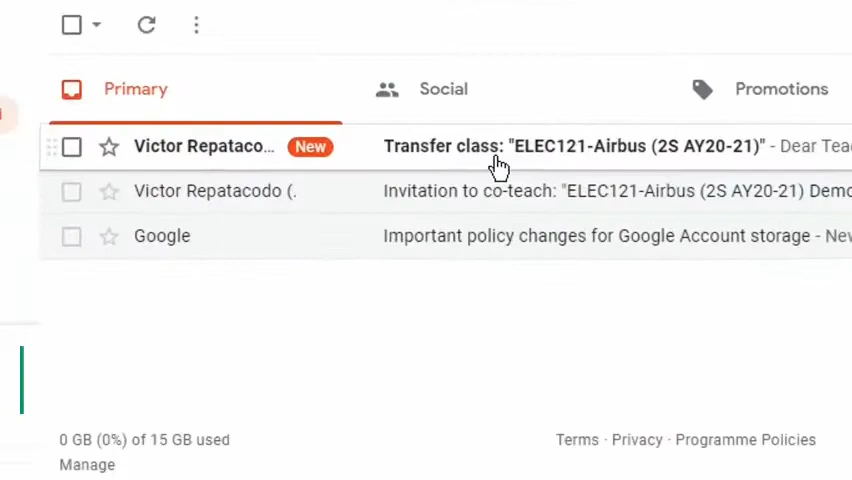 Primary Social Promotions
Victor Repataco... New Transfer class: "ELEC121-Airbus (2S AY20-21)" - Dear Tea
Victor Repatacodo (. Invitation to co-teach: "ELEC121-Airbus (2S AY20-21) Demo
Google Important policy changes for Google Account storage - New
0 GB (0%) of 15 GB used Terms · Privacy · Programme Policies
Manage